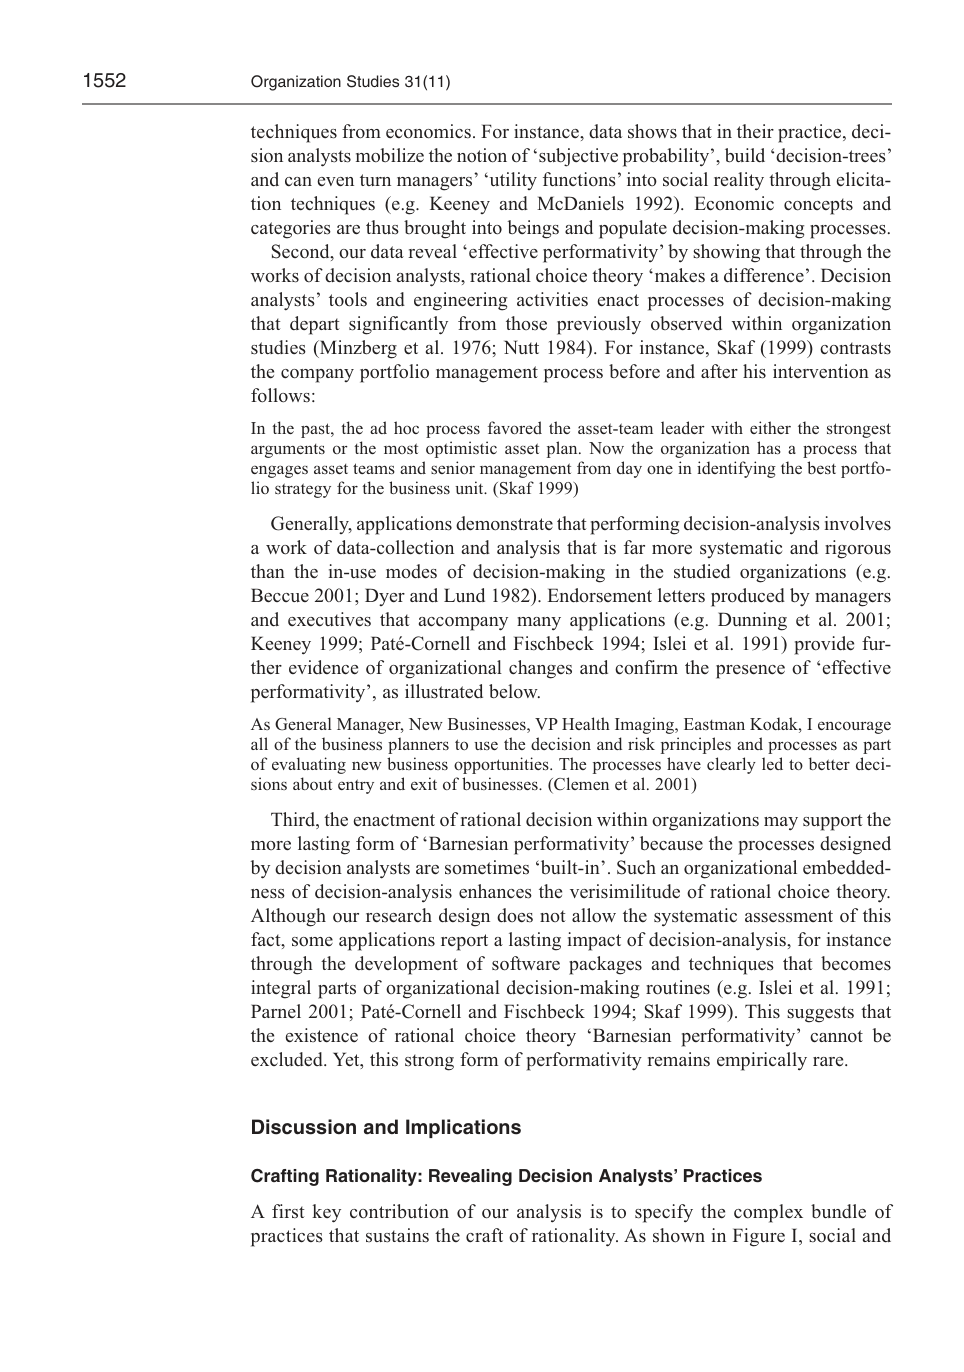 1552
Organization Studies 31(11)
techniques from economics. For instance, data shows that in their practice, deci-
sion analysts mobilize the notion of ‘subjective probability’, build ‘decision-trees’
and can even turn managers’ ‘utility functions’ into social reality through elicita-
tion techniques (e.g. Keeney and McDaniels 1992). Economic concepts and
categories are thus brought into beings and populate decision-making processes.
Second, our data reveal ‘effective performativity’ by showing that through the
works of decision analysts, rational choice theory ‘makes a difference’. Decision
analysts’ tools and engineering activities enact processes of decision-making
that depart significantly from those previously observed within organization
studies (Minzberg et al. 1976; Nutt 1984). For instance, Skaf (1999) contrasts
the company portfolio management process before and after his intervention as
follows:
In the past, the ad hoc process favored the asset-team leader with either the strongest
arguments or the most optimistic asset plan. Now the organization has a process that
engages asset teams and senior management from day one in identifying the best portfo-
lio strategy for the business unit. (Skaf 1999)
Generally, applications demonstrate that performing decision-analysis involves
a work of data-collection and analysis that is far more systematic and rigorous
than the in-use modes of decision-making in the studied organizations (e.g.
Beccue 2001; Dyer and Lund 1982). Endorsement letters produced by managers
and executives that accompany many applications (e.g. Dunning et al. 2001;
Keeney 1999; Paté-Cornell and Fischbeck 1994; Islei et al. 1991) provide fur-
ther evidence of organizational changes and confirm the presence of ‘effective
performativity’, as illustrated below.
As General Manager, New Businesses, VP Health Imaging, Eastman Kodak, I encourage
all of the business planners to use the decision and risk principles and processes as part
of evaluating new business opportunities. The processes have clearly led to better deci-
sions about entry and exit of businesses. (Clemen et al. 2001)
Third, the enactment of rational decision within organizations may support the
more lasting form of ‘Barnesian performativity’ because the processes designed
by decision analysts are sometimes ‘built-in’. Such an organizational embedded-
ness of decision-analysis enhances the verisimilitude of rational choice theory.
Although our research design does not allow the systematic assessment of this
fact, some applications report a lasting impact of decision-analysis, for instance
through the development of software packages and techniques that becomes
integral parts of organizational decision-making routines (e.g. Islei et al. 1991;
Parnel 2001; Paté-Cornell and Fischbeck 1994; Skaf 1999). This suggests that
the existence of rational choice theory ‘Barnesian performativity’ cannot be
excluded. Yet, this strong form of performativity remains empirically rare.
Discussion and Implications
Crafting Rationality: Revealing Decision Analysts’ Practices
A first key contribution of our analysis is to specify the complex bundle of
practices that sustains the craft of rationality. As shown in Figure I, social and